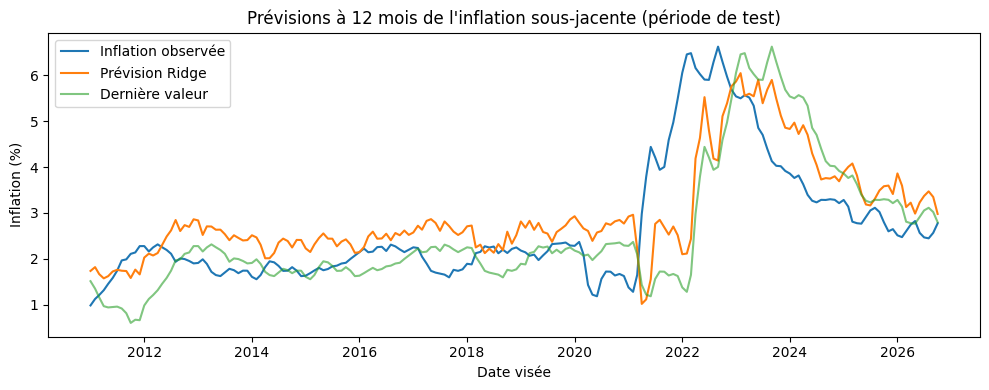 Prévisions à 12 mois de l'inflation sous-jacente (période de test)
Inflation observée
Prévision Ridge
Dernière valeur
Inflation (%)
6
5
4
3
2
1
2012 2014 2016 2018 2020 2022 2024 2026
Date visée